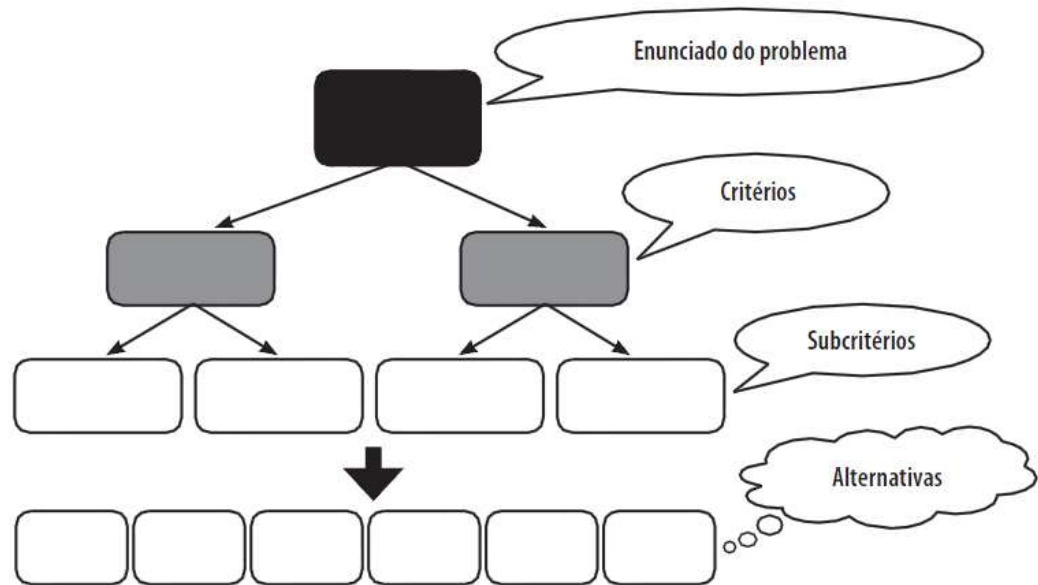 Enunciado do problema
Critérios
Subcritérios
Alternativas